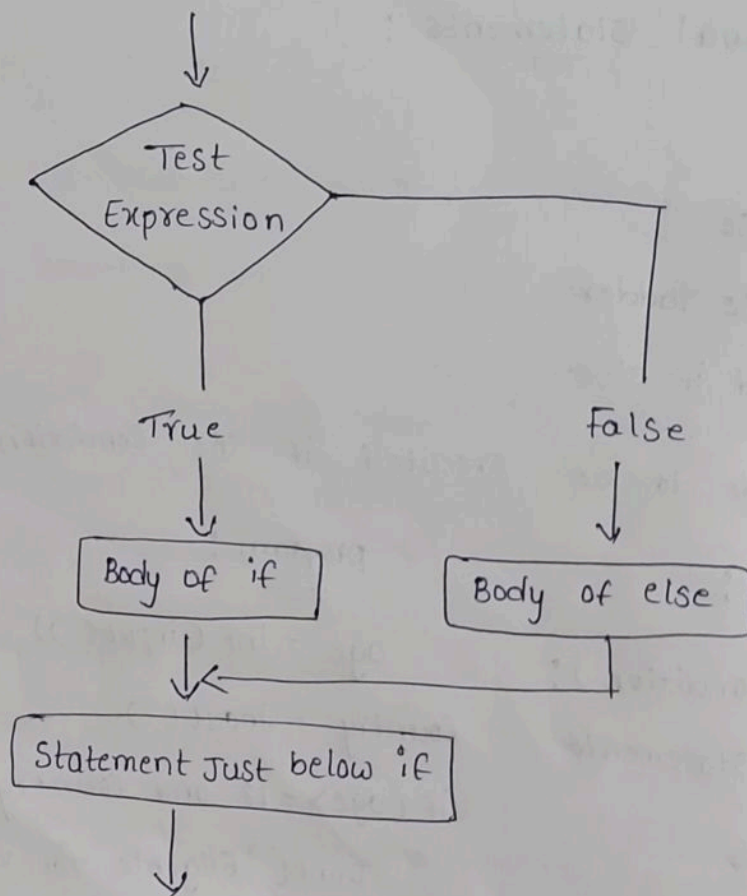 Test
Expression
True
False
Body of if
Body of else
Statement Just below if